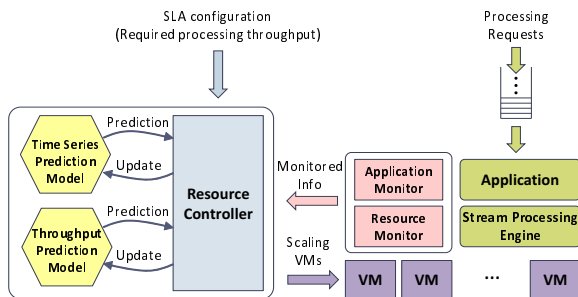 SLA configuration
(Required processing throughput)
Processing
Requests
Prediction
Time Series
Prediction
Model
Update
Prediction
Throughput
Prediction
Model
Update
Resource
Controller
Monitored
Info
Scaling
VMs
Application
Monitor
Resource
Monitor
Application
Stream Processing
Engine
VM
VM
...
VM